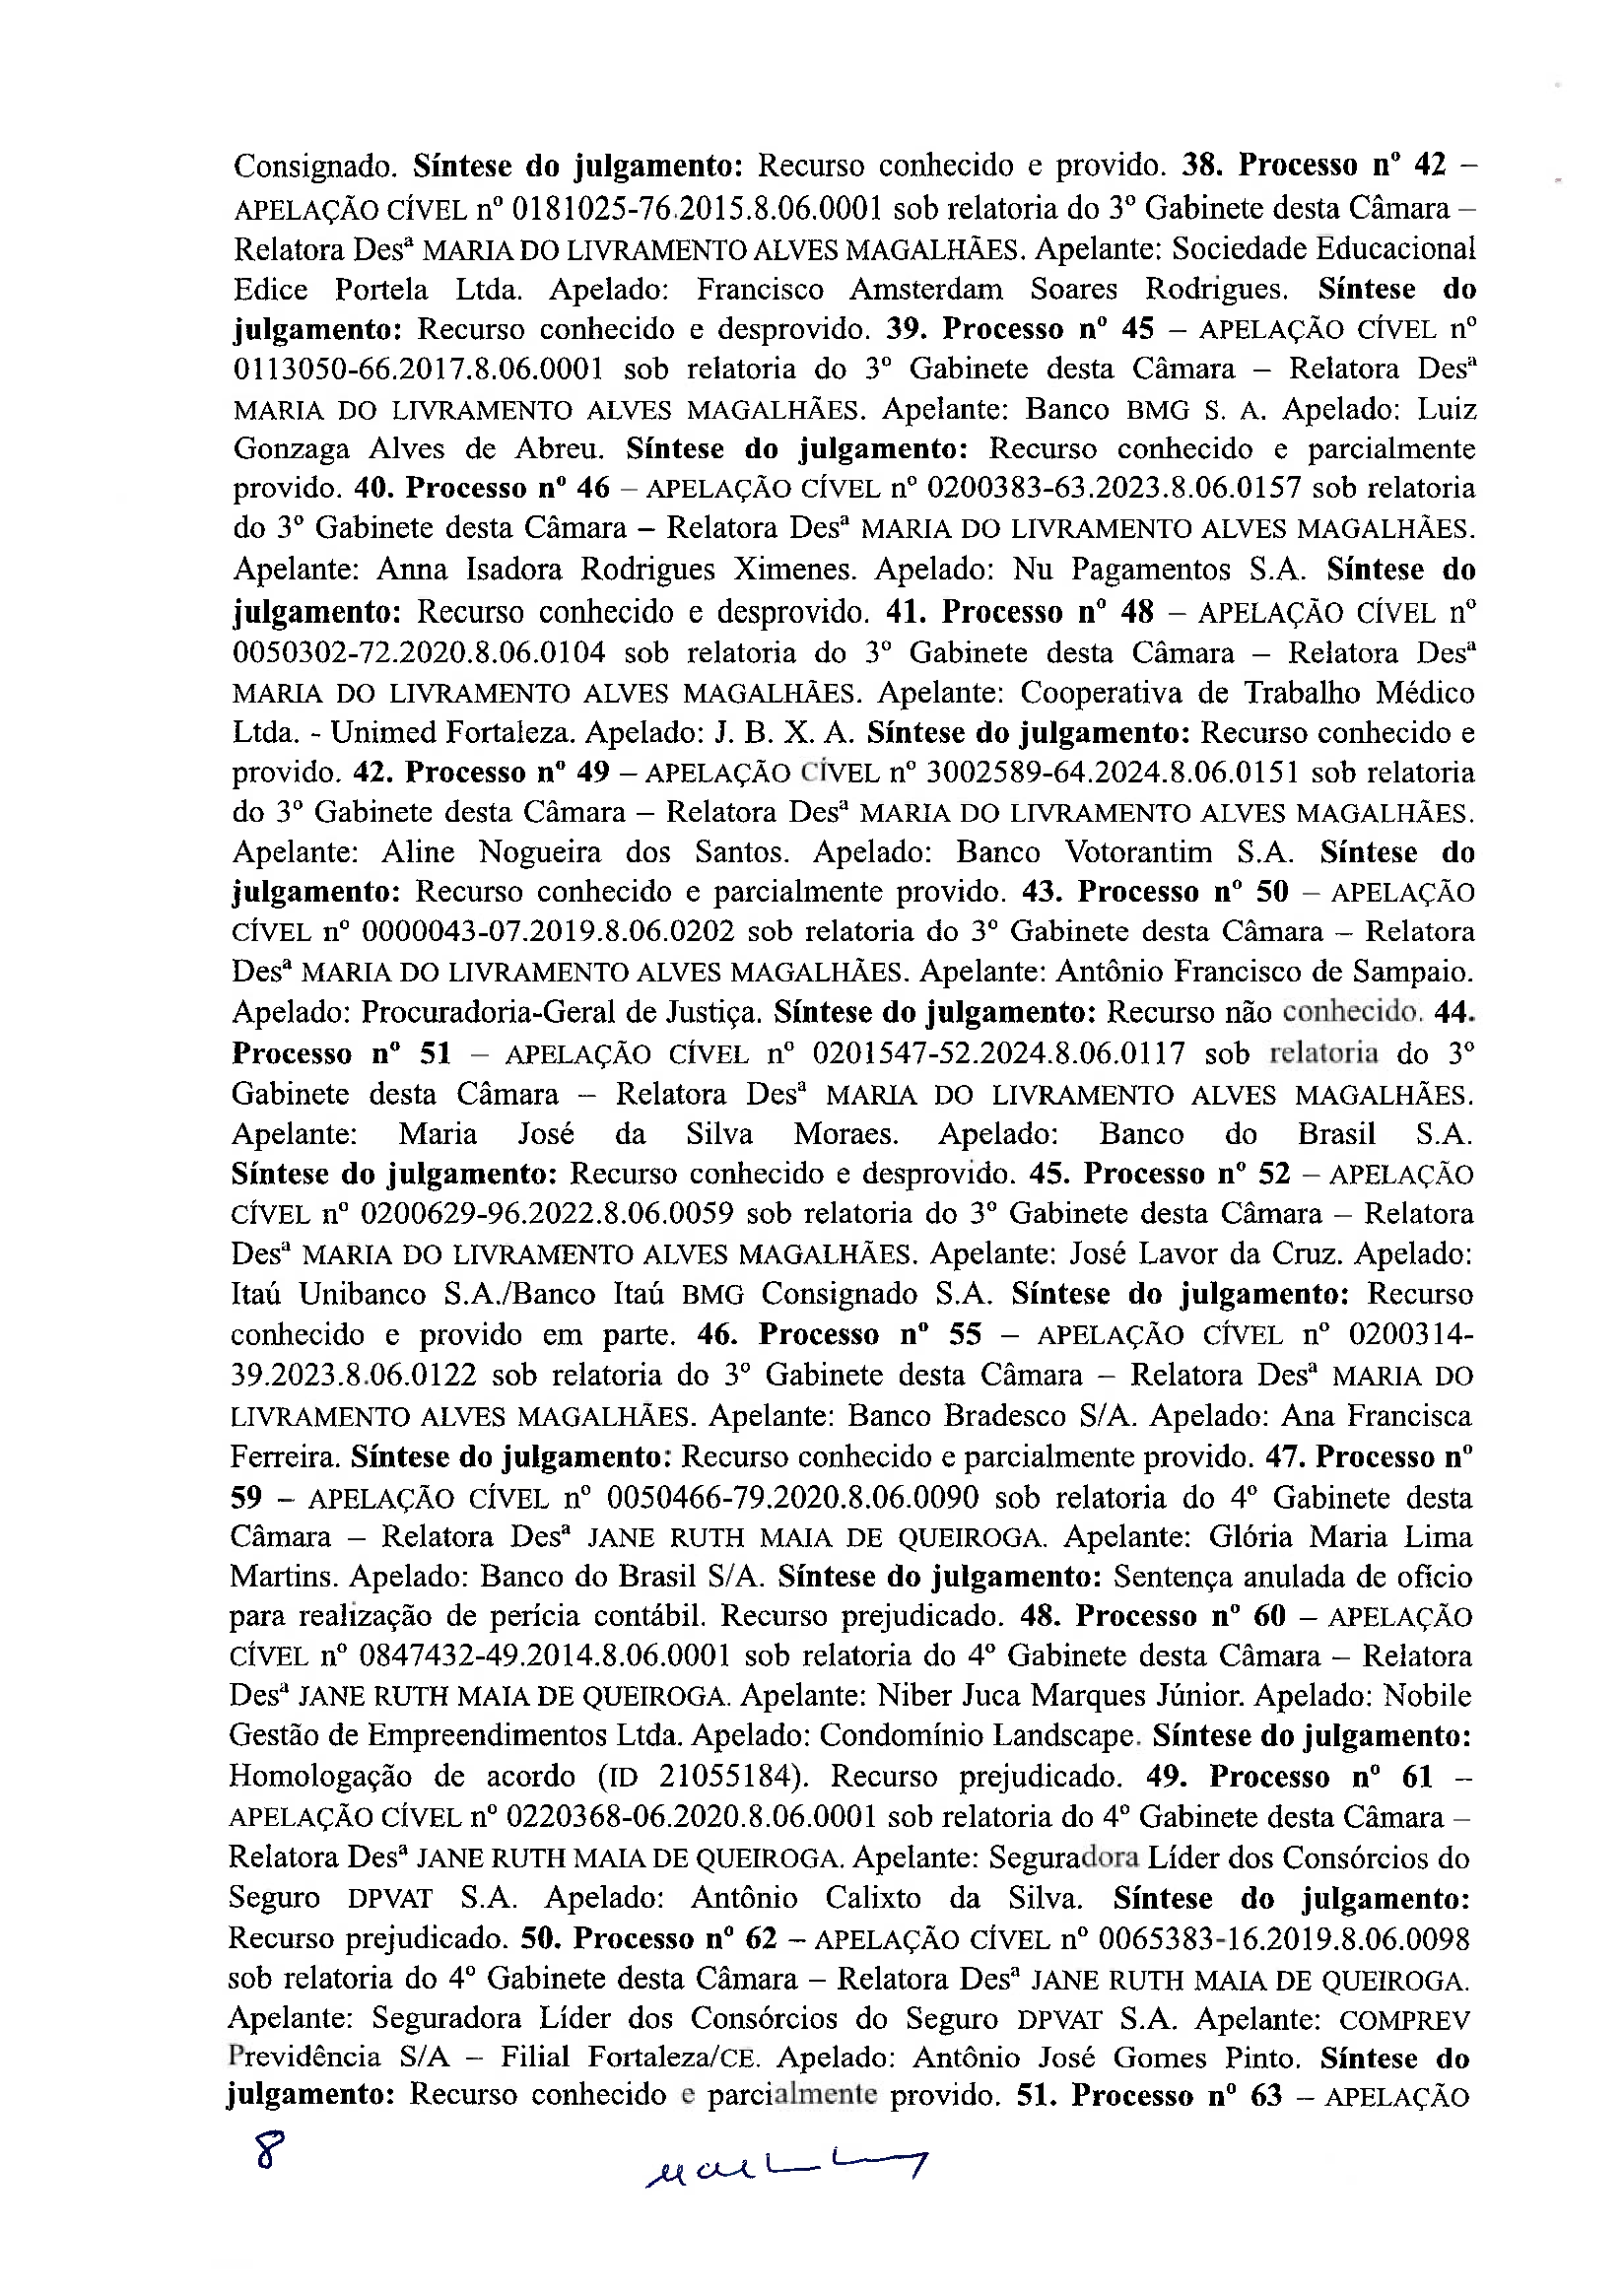 Consignado. Síntese do julgamento: Recurso conhecido e provido. 38. Processo nº 42 –
APELAÇÃO CÍVEL nº 0181025-76.2015.8.06.0001 sob relatoria do 3º Gabinete desta Câmara –
Relatora Desª MARIA DO LIVRAMENTO ALVES MAGALHÃES. Apelante: Sociedade Educacional
Edice Portela Ltda. Apelado: Francisco Amsterdam Soares Rodrigues. Síntese do
julgamento: Recurso conhecido e desprovido. 39. Processo nº 45 – APELAÇÃO CÍVEL nº
0113050-66.2017.8.06.0001 sob relatoria do 3º Gabinete desta Câmara – Relatora Desª
MARIA DO LIVRAMENTO ALVES MAGALHÃES. Apelante: Banco BMG S. A. Apelado: Luiz
Gonzaga Alves de Abreu. Síntese do julgamento: Recurso conhecido e parcialmente
provido. 40. Processo nº 46 – APELAÇÃO CÍVEL nº 0200383-63.2023.8.06.0157 sob relatoria
do 3º Gabinete desta Câmara – Relatora Desª MARIA DO LIVRAMENTO ALVES MAGALHÃES.
Apelante: Anna Isadora Rodrigues Ximenes. Apelado: Nu Pagamentos S.A. Síntese do
julgamento: Recurso conhecido e desprovido. 41. Processo nº 48 – APELAÇÃO CÍVEL nº
0050302-72.2020.8.06.0104 sob relatoria do 3º Gabinete desta Câmara – Relatora Desª
MARIA DO LIVRAMENTO ALVES MAGALHÃES. Apelante: Cooperativa de Trabalho Médico
Ltda. - Unimed Fortaleza. Apelado: J. B. X. A. Síntese do julgamento: Recurso conhecido e
provido. 42. Processo nº 49 – APELAÇÃO CÍVEL nº 3002589-64.2024.8.06.0151 sob relatoria
do 3º Gabinete desta Câmara – Relatora Desª MARIA DO LIVRAMENTO ALVES MAGALHÃES.
Apelante: Aline Nogueira dos Santos. Apelado: Banco Votorantim S.A. Síntese do
julgamento: Recurso conhecido e parcialmente provido. 43. Processo nº 50 – APELAÇÃO
CÍVEL nº 0000043-07.2019.8.06.0202 sob relatoria do 3º Gabinete desta Câmara – Relatora
Desª MARIA DO LIVRAMENTO ALVES MAGALHÃES. Apelante: Antônio Francisco de Sampaio.
Apelado: Procuradoria-Geral de Justiça. Síntese do julgamento: Recurso não conhecido. 44.
Processo nº 51 – APELAÇÃO CÍVEL nº 0201547-52.2024.8.06.0117 sob relatoria do 3º
Gabinete desta Câmara – Relatora Desª MARIA DO LIVRAMENTO ALVES MAGALHÃES.
Apelante: Maria José da Silva Moraes. Apelado: Banco do Brasil S.A.
Síntese do julgamento: Recurso conhecido e desprovido. 45. Processo nº 52 – APELAÇÃO
CÍVEL nº 0200629-96.2022.8.06.0059 sob relatoria do 3º Gabinete desta Câmara – Relatora
Desª MARIA DO LIVRAMENTO ALVES MAGALHÃES. Apelante: José Lavor da Cruz. Apelado:
Itaú Unibanco S.A./Banco Itaú BMG Consignado S.A. Síntese do julgamento: Recurso
conhecido e provido em parte. 46. Processo nº 55 – APELAÇÃO CÍVEL nº 0200314-
39.2023.8.06.0122 sob relatoria do 3º Gabinete desta Câmara – Relatora Desª MARIA DO
LIVRAMENTO ALVES MAGALHÃES. Apelante: Banco Bradesco S/A. Apelado: Ana Francisca
Ferreira. Síntese do julgamento: Recurso conhecido e parcialmente provido. 47. Processo nº
59 – APELAÇÃO CÍVEL nº 0050466-79.2020.8.06.0090 sob relatoria do 4º Gabinete desta
Câmara – Relatora Desª JANE RUTH MAIA DE QUEIROGA. Apelante: Glória Maria Lima
Martins. Apelado: Banco do Brasil S/A. Síntese do julgamento: Sentença anulada de ofício
para realização de perícia contábil. Recurso prejudicado. 48. Processo nº 60 – APELAÇÃO
CÍVEL nº 0847432-49.2014.8.06.0001 sob relatoria do 4º Gabinete desta Câmara – Relatora
Desª JANE RUTH MAIA DE QUEIROGA. Apelante: Niber Juca Marques Júnior. Apelado: Nobile
Gestão de Empreendimentos Ltda. Apelado: Condomínio Landscape. Síntese do julgamento:
Homologação de acordo (ID 21055184). Recurso prejudicado. 49. Processo nº 61 –
APELAÇÃO CÍVEL nº 0220368-06.2020.8.06.0001 sob relatoria do 4º Gabinete desta Câmara –
Relatora Desª JANE RUTH MAIA DE QUEIROGA. Apelante: Seguradora Líder dos Consórcios do
Seguro DPVAT S.A. Apelado: Antônio Calixto da Silva. Síntese do julgamento:
Recurso prejudicado. 50. Processo nº 62 – APELAÇÃO CÍVEL nº 0065383-16.2019.8.06.0098
sob relatoria do 4º Gabinete desta Câmara – Relatora Desª JANE RUTH MAIA DE QUEIROGA.
Apelante: Seguradora Líder dos Consórcios do Seguro DPVAT S.A. Apelante: COMPREV
Previdência S/A – Filial Fortaleza/CE. Apelado: Antônio José Gomes Pinto. Síntese do
julgamento: Recurso conhecido e parcialmente provido. 51. Processo nº 63 – APELAÇÃO
8